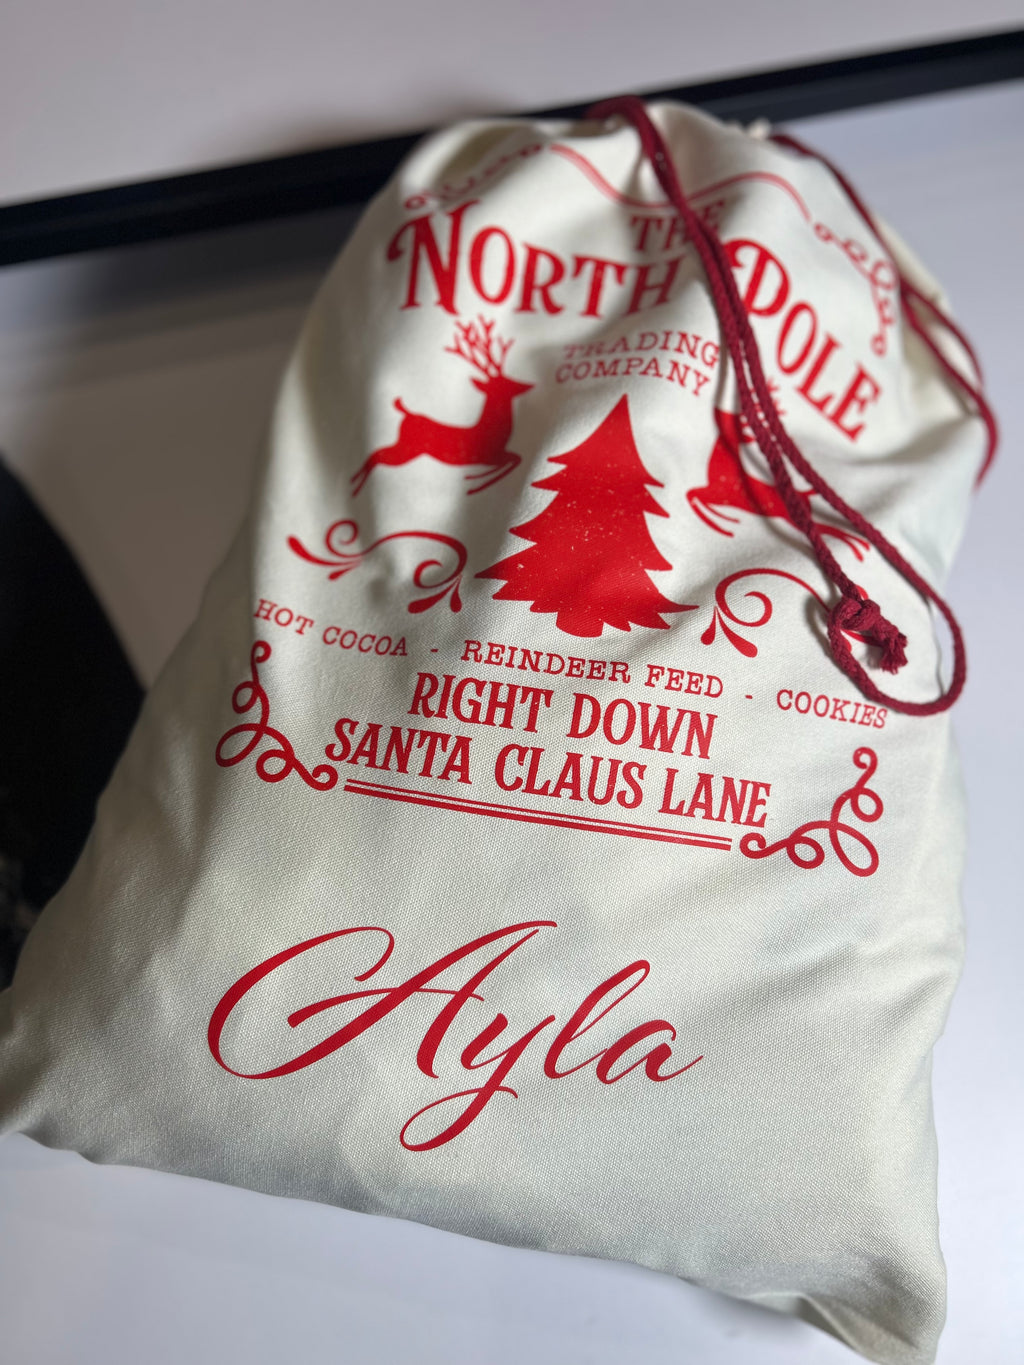 THE
NORTH POLE
TRADING
COMPANY
HOT COCOA - REINDEER FEED - COOKIES
RIGHT DOWN
SANTA CLAUS LANE
Ayla